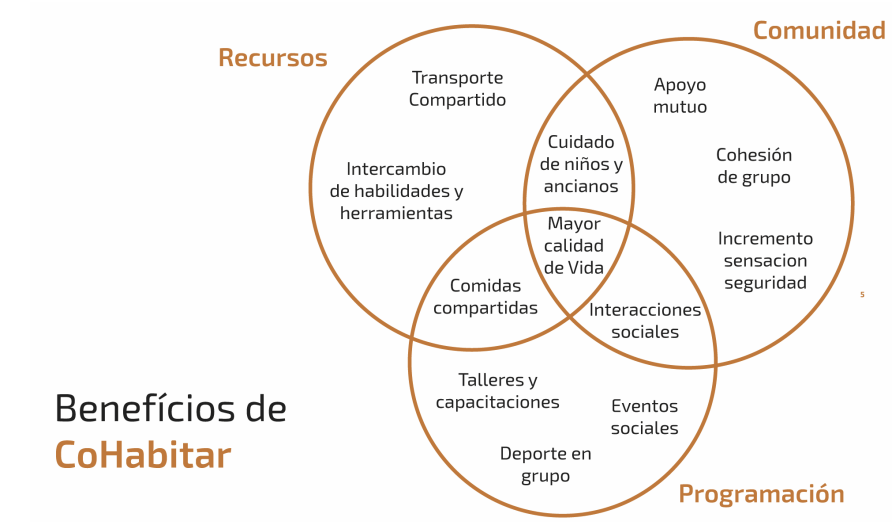 Comunidad
Recursos
Transporte
Compartido
Apoyo
mutuo
Cuidado
de niños y
ancianos
Cohesión
de grupo
Intercambio
de habilidades y
herramientas
Mayor
calidad
de Vida
Incremento
sensacion
seguridad
Comidas
compartidas
Interacciones
sociales
5
Talleres y
capacitaciones
Eventos
sociales
Deporte en
grupo
Benefícios de
CoHabitar
Programación